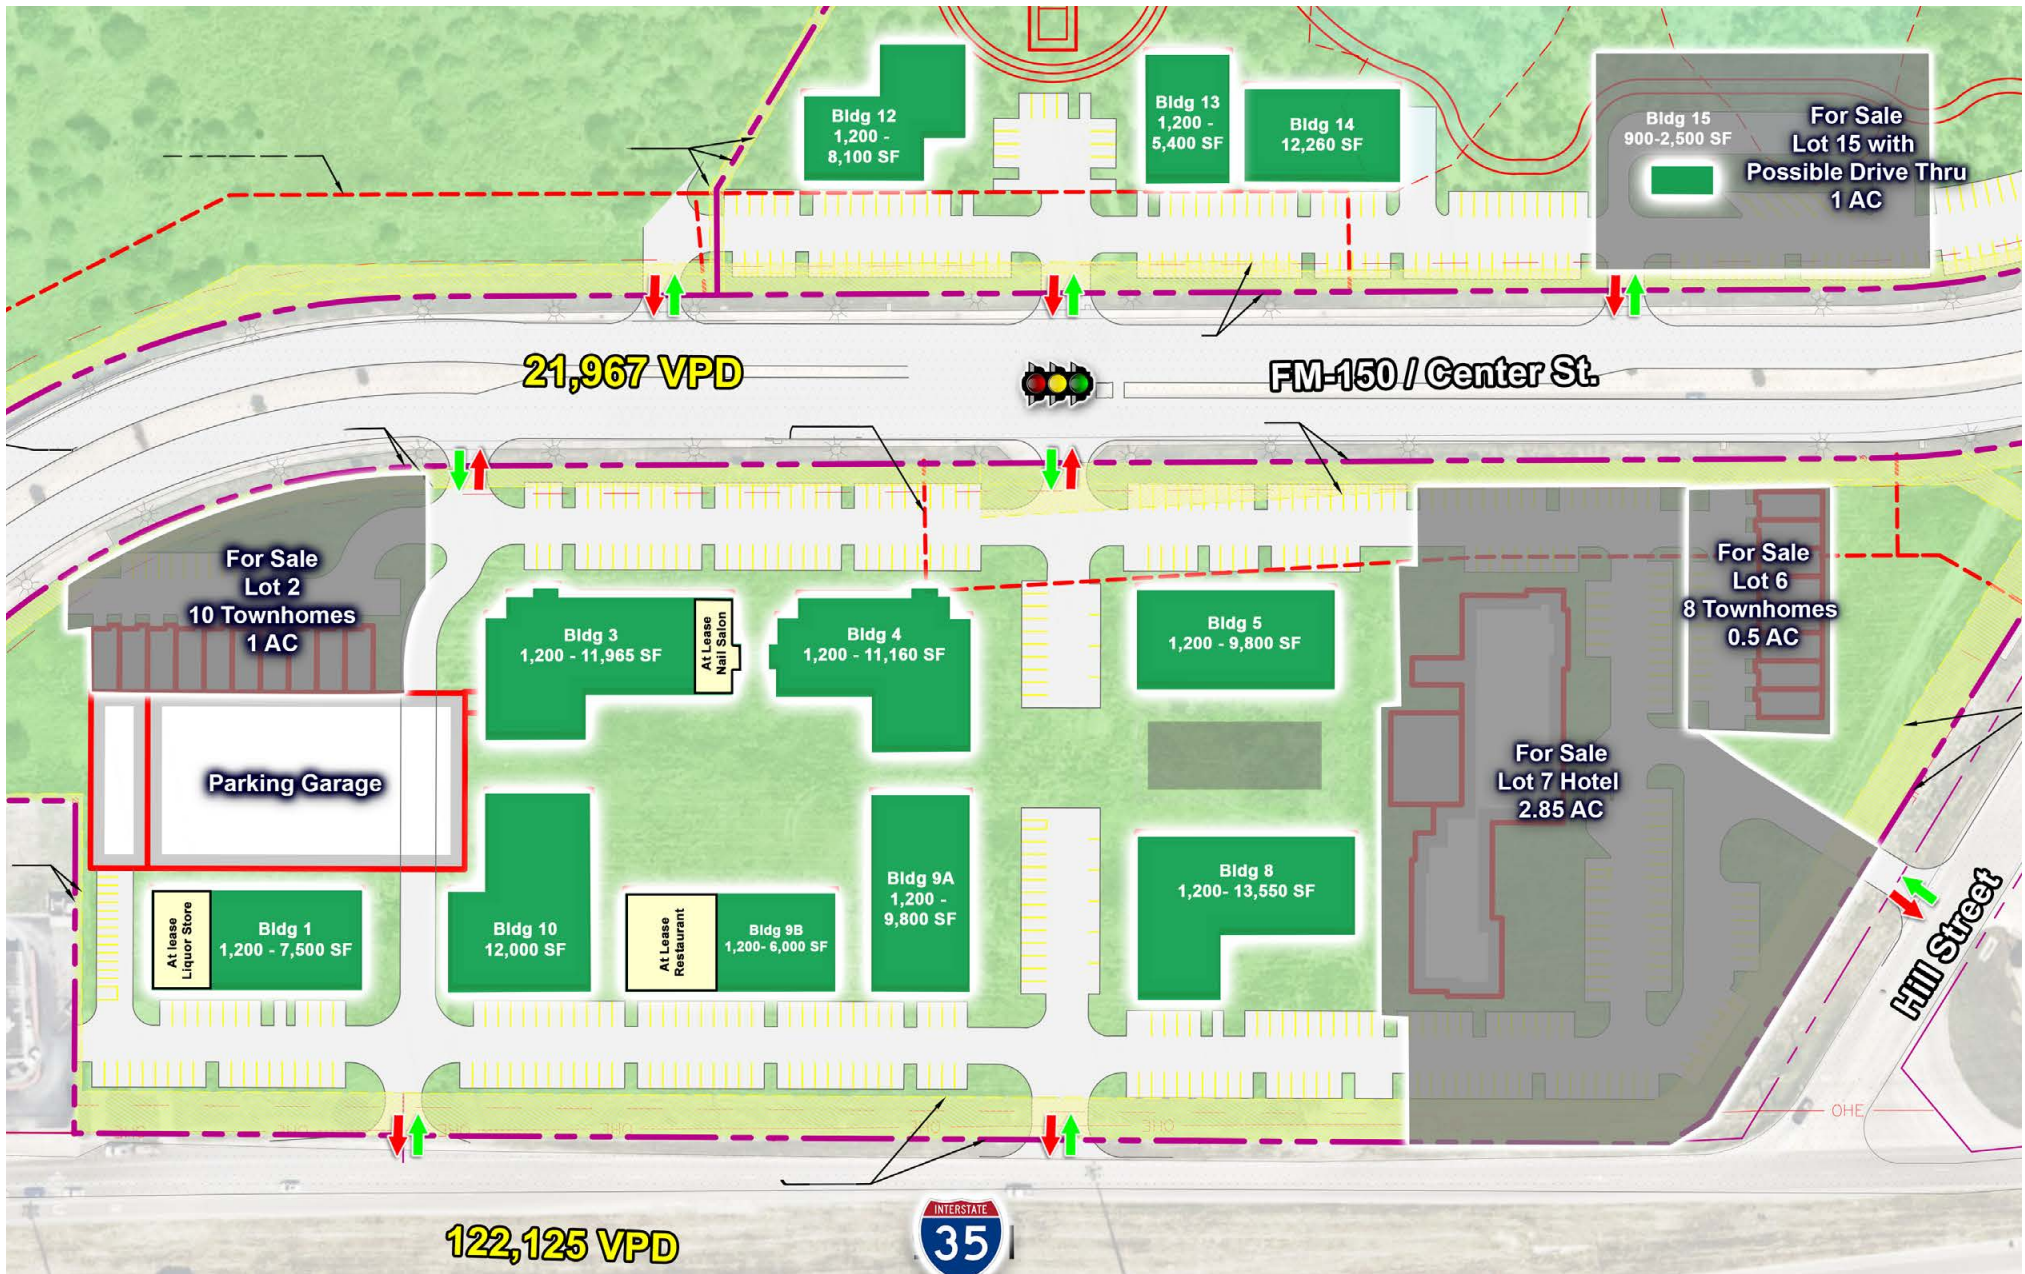 Bldg 12
1,200 -
8,100 SF
Bldg 13
1,200 -
5,400 SF
Bldg 14
12,260 SF
Bldg 15
900-2,500 SF
For Sale
Lot 15 with
Possible Drive Thru
1 AC
21,967 VPD
FM-150 / Center St.
For Sale
Lot 2
10 Townhomes
1 AC
Bldg 3
1,200 - 11,965 SF
At Lease
Nail Salon
Bldg 4
1,200 - 11,160 SF
Bldg 5
1,200 - 9,800 SF
For Sale
Lot 6
8 Townhomes
0.5 AC
For Sale
Lot 7 Hotel
2.85 AC
Parking Garage
At lease
Liquor Store
Bldg 1
1,200 - 7,500 SF
Bldg 10
12,000 SF
At Lease
Restaurant
Bldg 9B
1,200- 6,000 SF
Bldg 9A
1,200 -
9,800 SF
Bldg 8
1,200- 13,550 SF
Hill Street
OHE
122,125 VPD
INTERSTATE
35